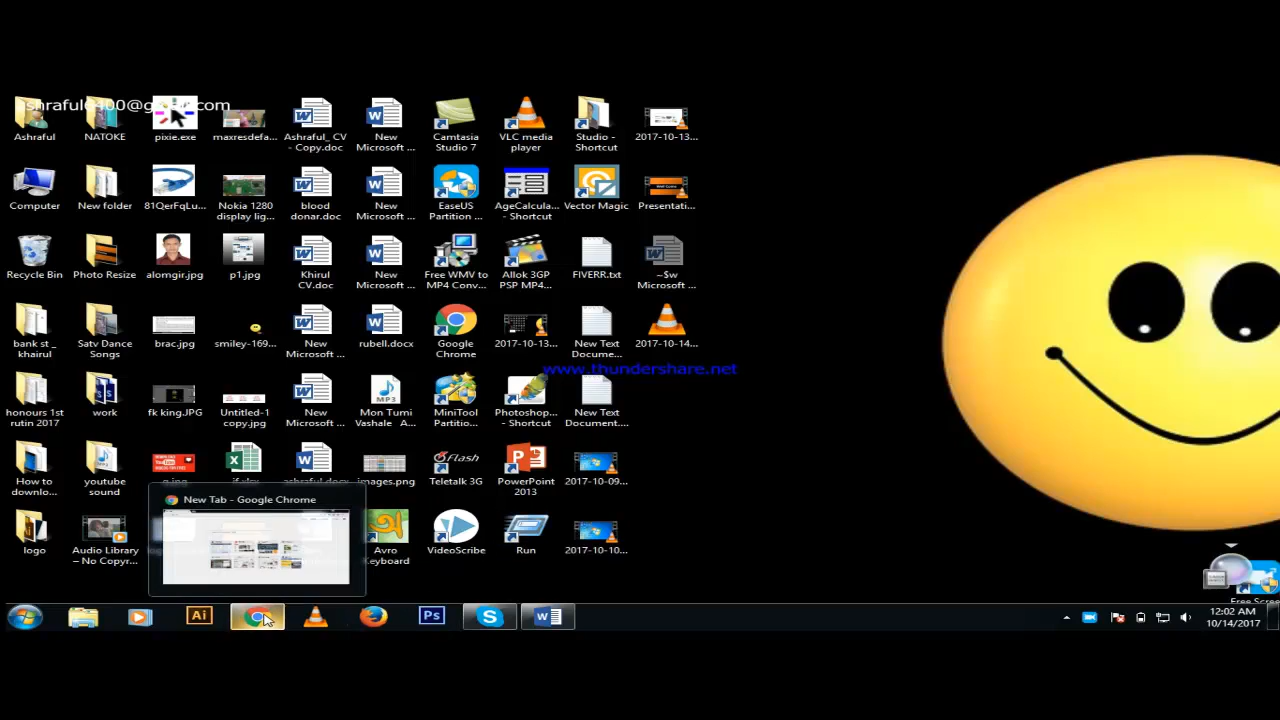 Ashraful
NATOKE
pixie.exe
maxresdefa...
Ashraful_ CV
- Copy.doc
New
Microsoft ...
Camtasia
Studio 7
VLC media
player
Studio -
Shortcut
2017-10-13...
Computer
New folder
81QerFqLu...
Nokia 1280
display lig...
blood
donar.doc
New
Microsoft ...
EaseUS
Partition ...
AgeCalcula...
- Shortcut
Vector Magic
Presentati...
Recycle Bin
Photo Resize
alomgir.jpg
p1.jpg
Khirul
CV.doc
New
Microsoft ...
Free WMV to
MP4 Conv...
Allok 3GP
PSP MP4...
FIVERR.txt
~$w
Microsoft ...
bank st _
khairul
Satv Dance
Songs
brac.jpg
smiley-169...
New
Microsoft ...
rubell.docx
Google
Chrome
2017-10-13...
New Text
Docume...
2017-10-14...
www.thundershare.net
honours 1st
rutin 2017
work
fk king.JPG
Untitled-1
copy.jpg
New
Microsoft ...
Mon Tumi
Vashale A...
MP3
MiniTool
Partitio...
Photoshop...
- Shortcut
New Text
Document...
How to
downlo...
youtube
sound
ashraful.docx
images.png
Flash
Teletalk 3G
PowerPoint
2013
2017-10-09...
New Tab - Google Chrome
logo
Audio Library
– No Copyr...
Avro
Keyboard
VideoScribe
Run
2017-10-10...
Ai
Ps
12:02 AM
10/14/2017